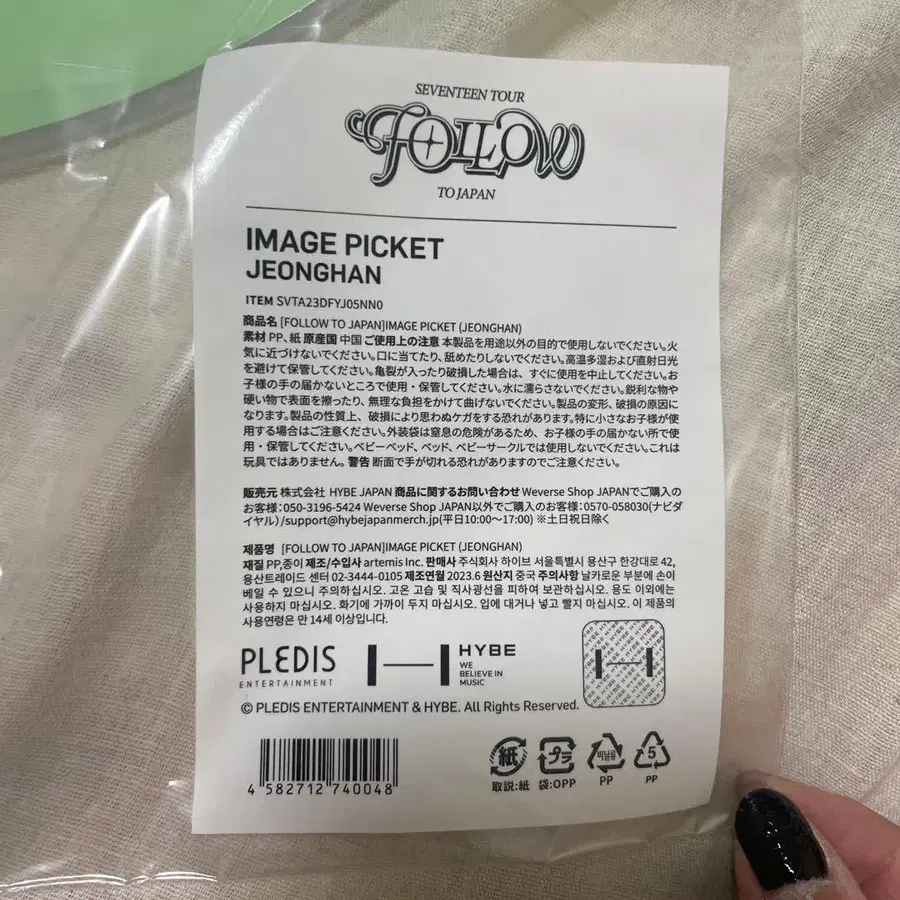 SEVENTEEN TOUR
FOLLOW
TO JAPAN
IMAGE PICKET
JEONGHAN
ITEM SVTA23DFYJ05NN0
商品名 [FOLLOW TO JAPAN]IMAGE PICKET (JEONGHAN)
素材 PP、紙 原産国 中国 ご使用上の注意 本製品を用途以外の目的で使用しないでください。火
気に近づけないでください。口に当てたり、舐めたりしないでください。高温多湿および直射日光
を避けて保管してください。亀裂が入ったり破損した場合は、すぐに使用を中止してください。お
子様の手の届かないところで使用・保管してください。水に濡らさないでください。鋭利な物や
硬い物で表面を擦ったり、無理な負担をかけて曲げないでください。製品の変形、破損の原因に
なります。製品の性質上、破損により思わぬケガをする恐れがあります。特に小さなお子様が使
用する場合はご注意ください。外装袋は窒息の危険があるため、お子様の手の届かない所で使
用・保管してください。ベビーベッド、ベッド、ベビーサークルでは使用しないでください。これは
玩具ではありません。警告 断面で手が切れる恐れがありますのでご注意ください。
販売元 株式会社 HYBE JAPAN 商品に関するお問い合わせ Weverse Shop JAPANでご購入の
お客様:050-3196-5424 Weverse Shop JAPAN以外でご購入のお客様:0570-058030(ナビダ
イヤル)/support@hybejapanmerch.jp(平日10:00〜17:00) ※土日祝日除く
제품명 [FOLLOW TO JAPAN]IMAGE PICKET (JEONGHAN)
재질 PP,종이 제조/수입사 artemis Inc. 판매사 주식회사 하이브 서울특별시 용산구 한강대로 42,
용산트레이드 센터 02-3444-0105 제조연월 2023.6 원산지 중국 주의사항 날카로운 부분에 손이
베일 수 있으니 주의하십시오. 고온 고습 및 직사광선을 피하여 보관하십시오. 용도 이외에는
사용하지 마십시오. 화기에 가까이 두지 마십시오. 입에 대거나 넣고 빨지 마십시오. 이 제품의
사용연령은 만 14세 이상입니다.
PLEDIS
ENTERTAINMENT
HYBE
WE
BELIEVE IN
MUSIC
© PLEDIS ENTERTAINMENT & HYBE. All Rights Reserved.
4 582712 740048
紙
取説:紙
プラ
袋:OPP
비닐류
PP
5
PP